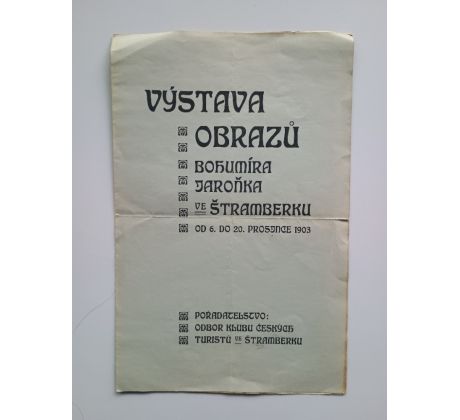 VÝSTAVA
OBRAZŮ
BOHUMÍRA
JAROŇKA
VE ŠTRAMBERKU
OD 6. DO 20. PROSINCE 1903
POŘADATELSTVO:
ODBOR KLUBU ČESKÝCH
TURISTŮ VE ŠTRAMBERKU